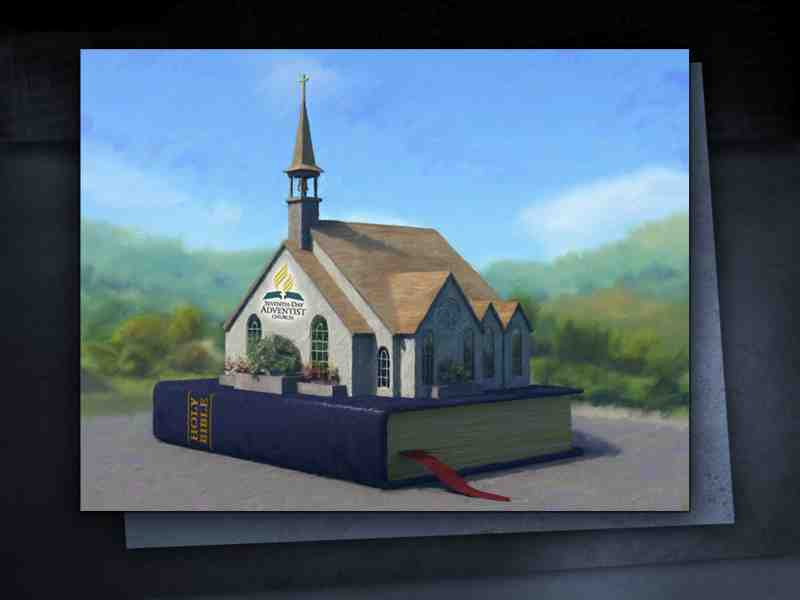 SEVENTH-DAY
ADVENTIST
CHURCH
HOLY
BIBLE